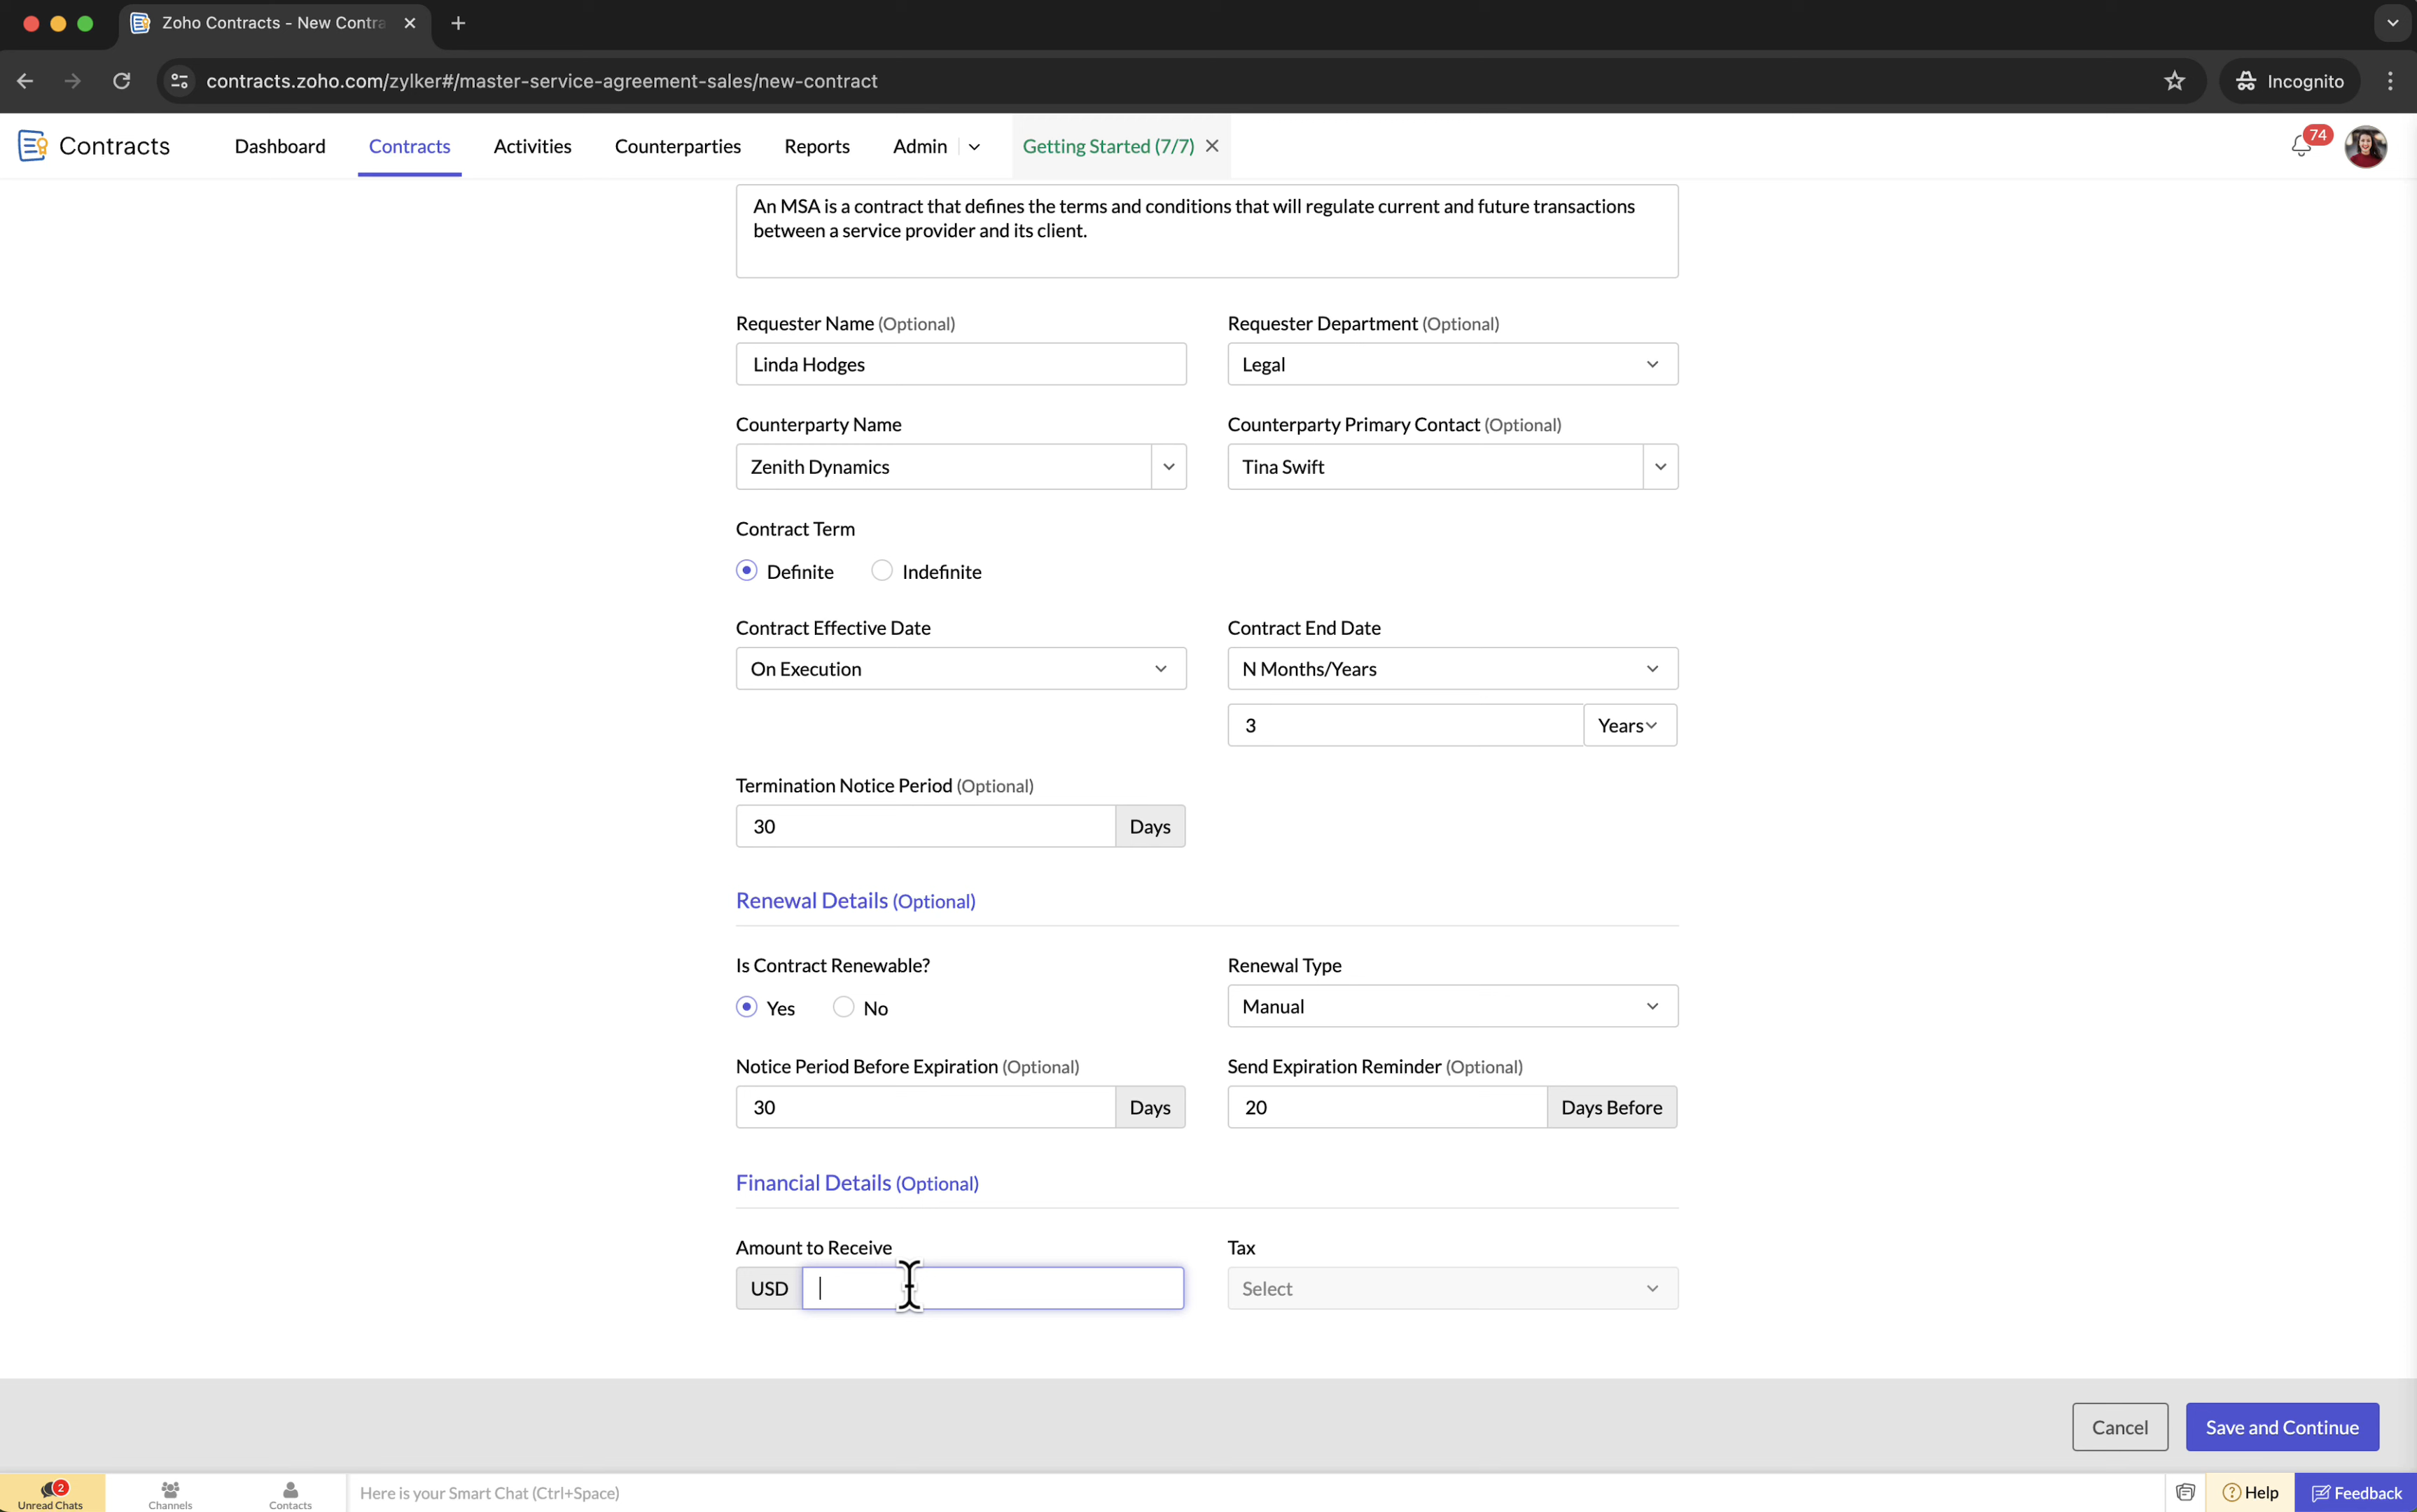 Zoho Contracts - New Contra
contracts.zoho.com/zylker#/master-service-agreement-sales/new-contract
Incognito
Contracts
Dashboard
Contracts
Activities
Counterparties
Reports
Admin
Getting Started (7/7)
74
An MSA is a contract that defines the terms and conditions that will regulate current and future transactions
between a service provider and its client.
Requester Name (Optional)
Requester Department (Optional)
Linda Hodges
Legal
Counterparty Name
Counterparty Primary Contact (Optional)
Zenith Dynamics
Tina Swift
Contract Term
Definite
Indefinite
Contract Effective Date
Contract End Date
On Execution
N Months/Years
3
Years
Termination Notice Period (Optional)
30
Days
Renewal Details (Optional)
Is Contract Renewable?
Renewal Type
Yes
No
Manual
Notice Period Before Expiration (Optional)
Send Expiration Reminder (Optional)
30
Days
20
Days Before
Financial Details (Optional)
Amount to Receive
Tax
USD
Select
Cancel
Save and Continue
2
Unread Chats
Channels
Contacts
Here is your Smart Chat (Ctrl+Space)
Help
Feedback